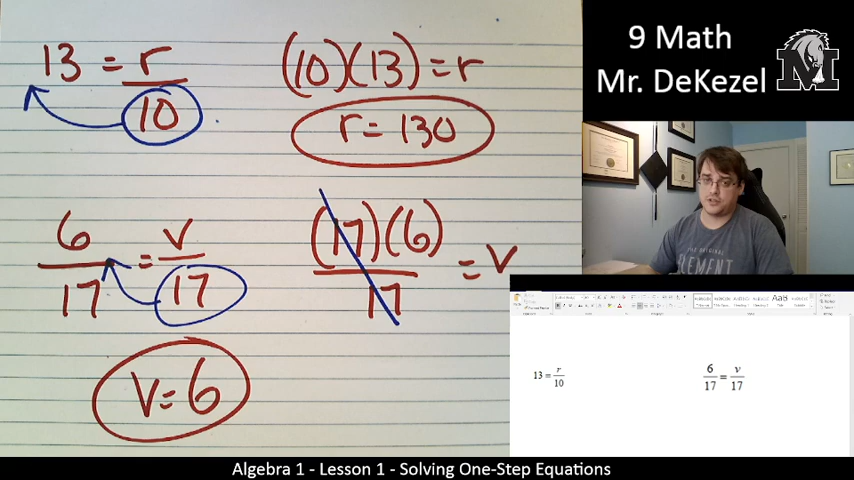 13 = r/10
(10)(13) = r
r = 130
6/17 = v/17
(17)(6)/17 = v
v = 6
9 Math
Mr. DeKezel
M
ELEMENT
13 = r/10
6/17 = v/17
Algebra 1 - Lesson 1 - Solving One-Step Equations